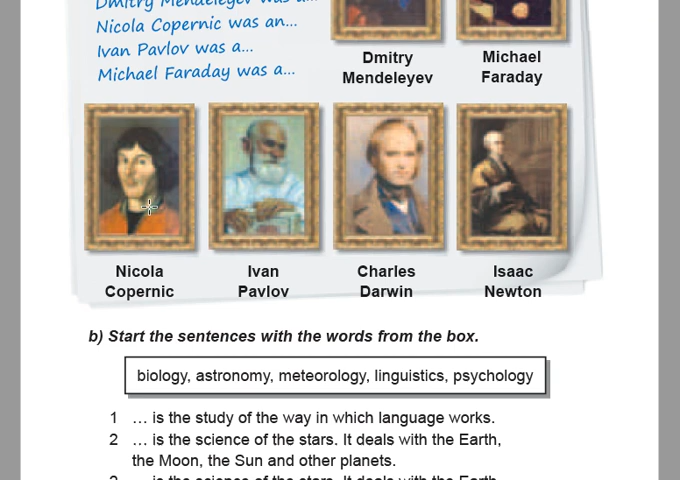 Dmitry Mendeleyev was a...
Nicola Copernic was an...
Ivan Pavlov was a...
Michael Faraday was a...
Dmitry
Mendeleyev
Michael
Faraday
Nicola
Copernic
Ivan
Pavlov
Charles
Darwin
Isaac
Newton
b) Start the sentences with the words from the box.
biology, astronomy, meteorology, linguistics, psychology
1 … is the study of the way in which language works.
2 … is the science of the stars. It deals with the Earth,
the Moon, the Sun and other planets.